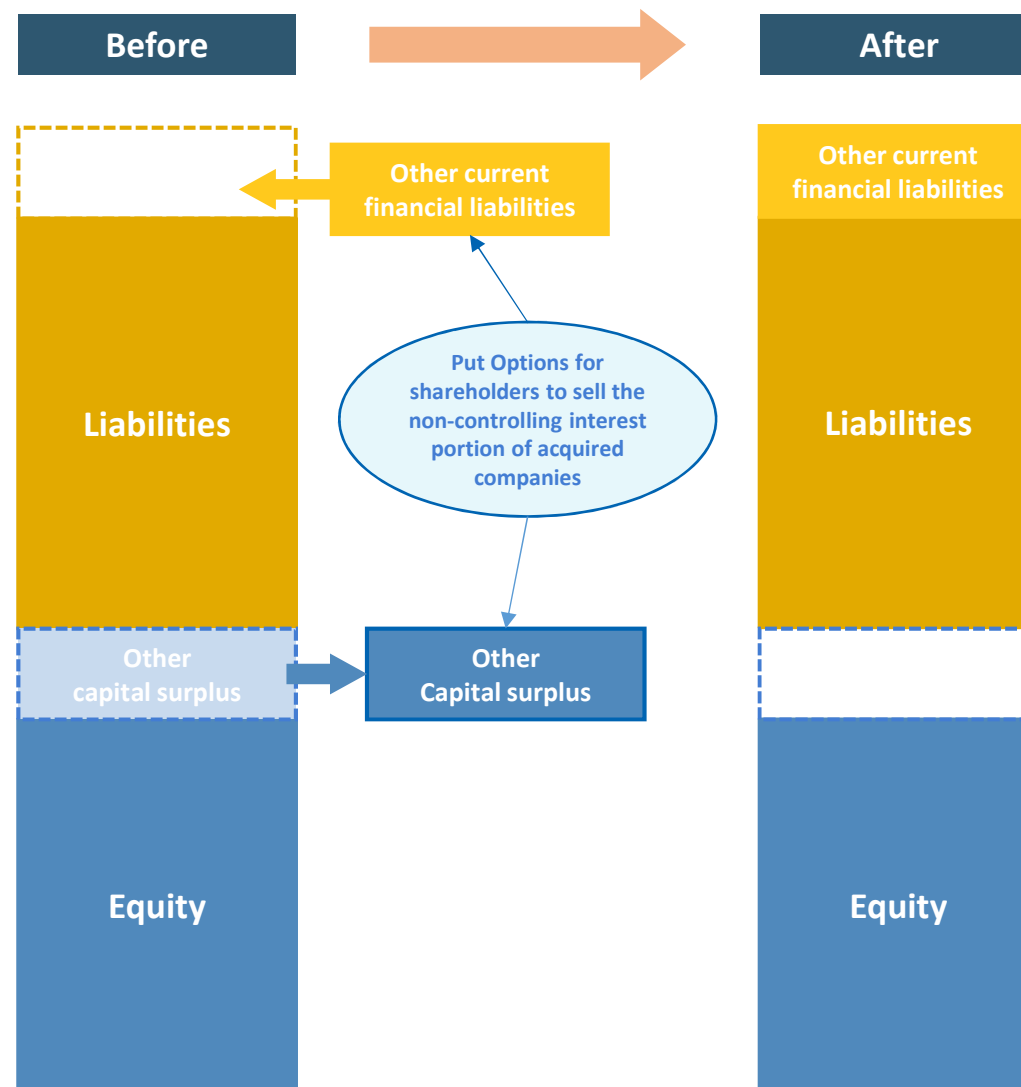 Before
After
Other current
financial liabilities
Other current
financial liabilities
Put Options for
shareholders to sell the
non-controlling interest
portion of acquired
companies
Liabilities
Liabilities
Other
capital surplus
Other
Capital surplus
Equity
Equity